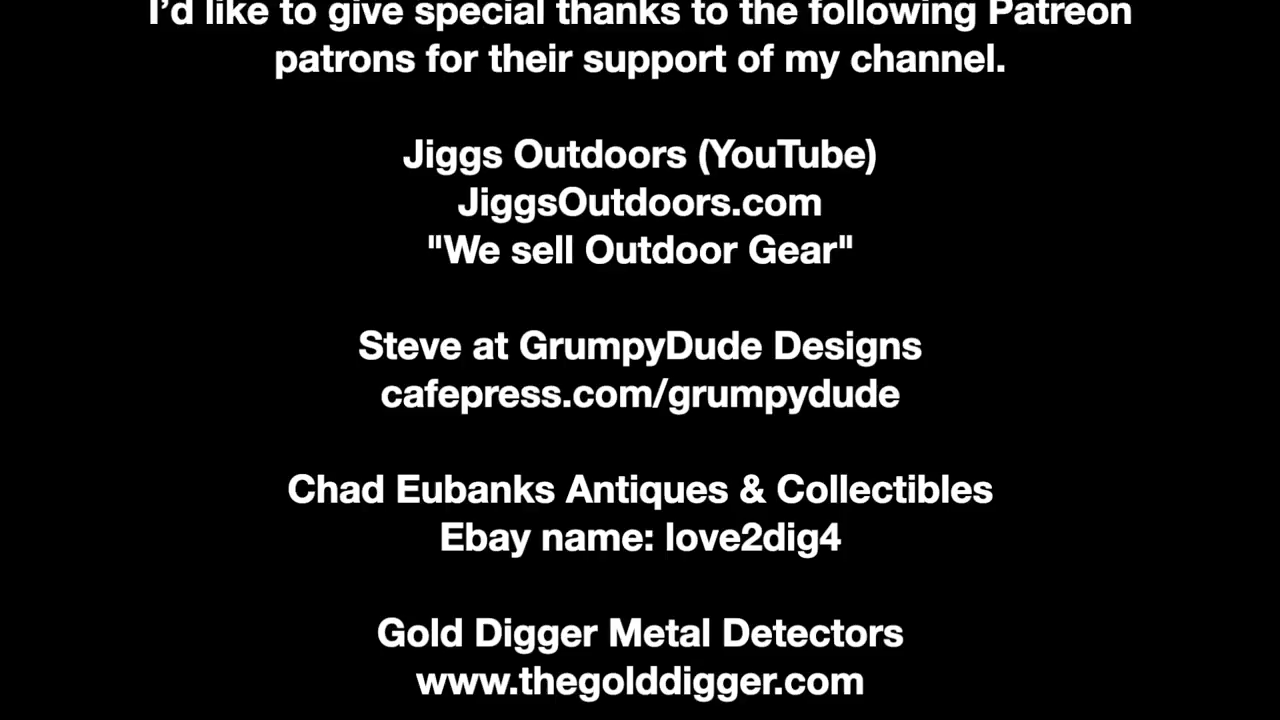 I’d like to give special thanks to the following Patreon
patrons for their support of my channel.
Jiggs Outdoors (YouTube)
JiggsOutdoors.com
"We sell Outdoor Gear"
Steve at GrumpyDude Designs
cafepress.com/grumpydude
Chad Eubanks Antiques & Collectibles
Ebay name: love2dig4
Gold Digger Metal Detectors
www.thegolddigger.com